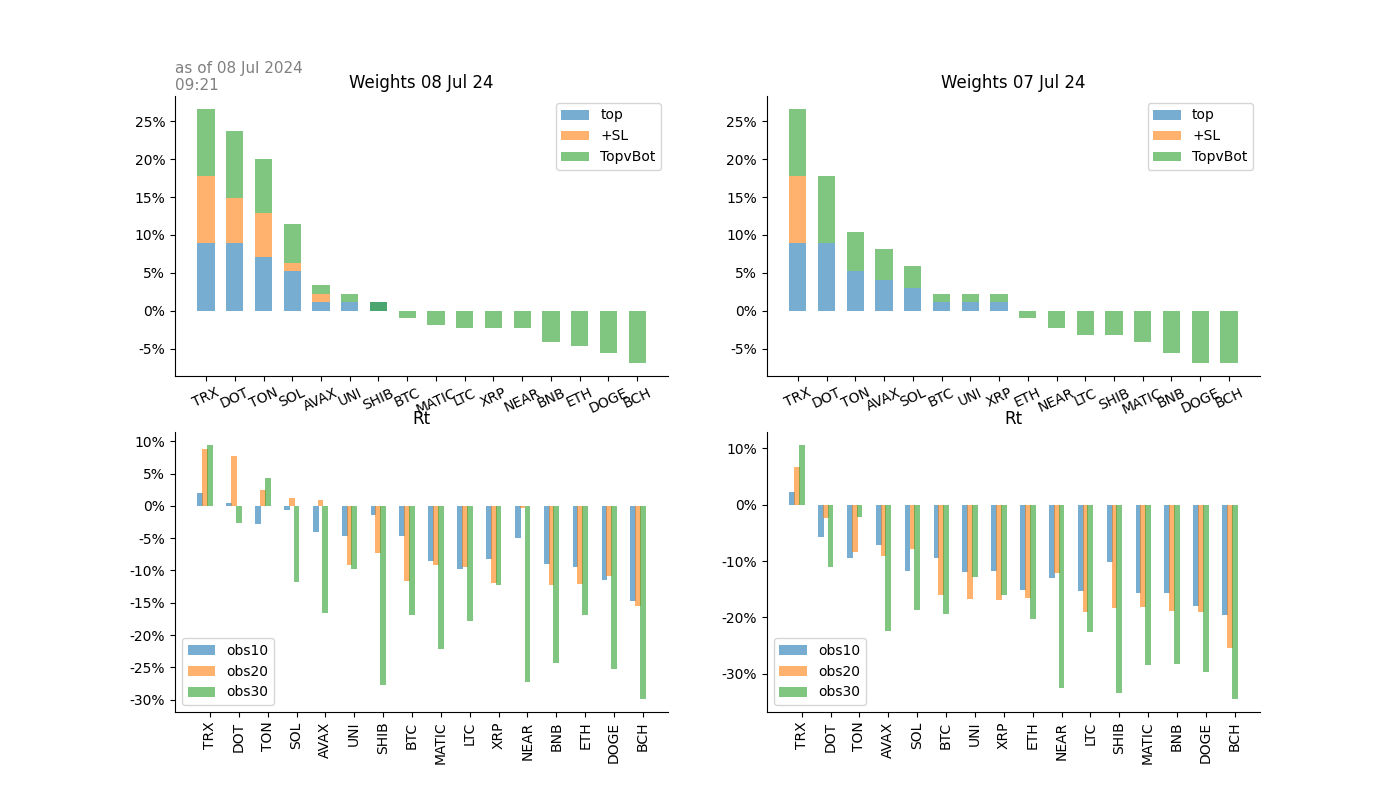 as of 08 Jul 2024
09:21
Weights 08 Jul 24
25%
20%
15%
10%
5%
0%
-5%
top
+SL
TopvBot
TRX DOT TON SOL AVAX UNI SHIB BTC MATIC LTC XRP NEAR BNB ETH DOGE BCH
Weights 07 Jul 24
25%
20%
15%
10%
5%
0%
-5%
top
+SL
TopvBot
TRX DOT TON AVAX SOL BTC UNI XRP ETH NEAR LTC SHIB MATIC BNB DOGE BCH
Rt
10%
5%
0%
-5%
-10%
-15%
-20%
-25%
-30%
obs10
obs20
obs30
TRX DOT TON SOL AVAX UNI SHIB BTC MATIC LTC XRP NEAR BNB ETH DOGE BCH
Rt
10%
0%
-10%
-20%
-30%
obs10
obs20
obs30
TRX DOT TON AVAX SOL BTC UNI XRP ETH NEAR LTC SHIB MATIC BNB DOGE BCH